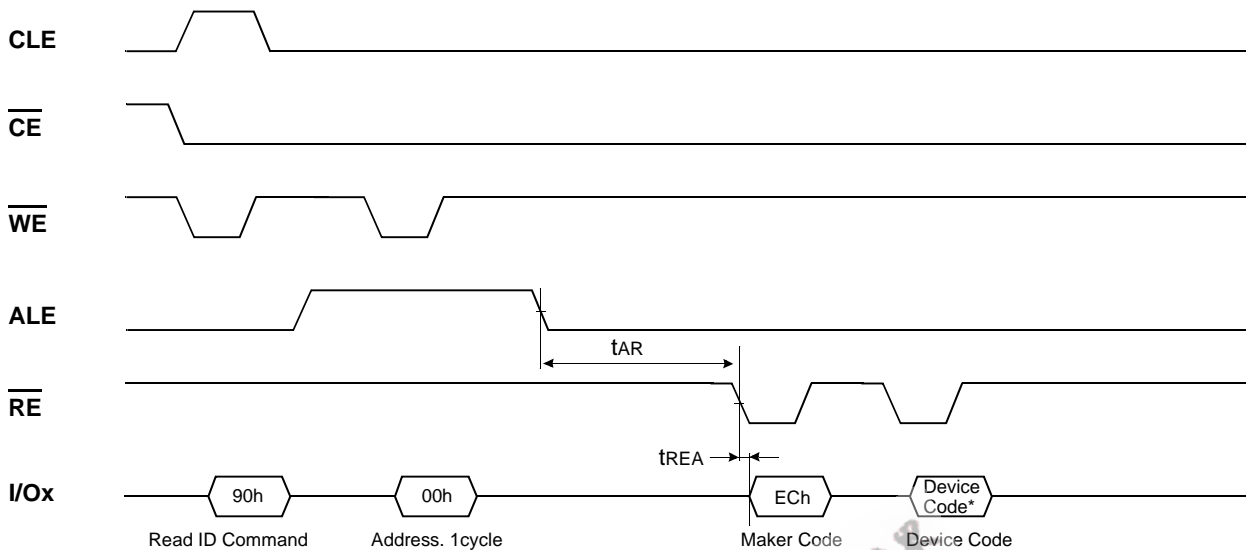 CLE
CE
WE
ALE
tAR
RE
tREA
I/Ox
90h
00h
ECh
Device
Code*
Read ID Command
Address. 1cycle
Maker Code
Device Code